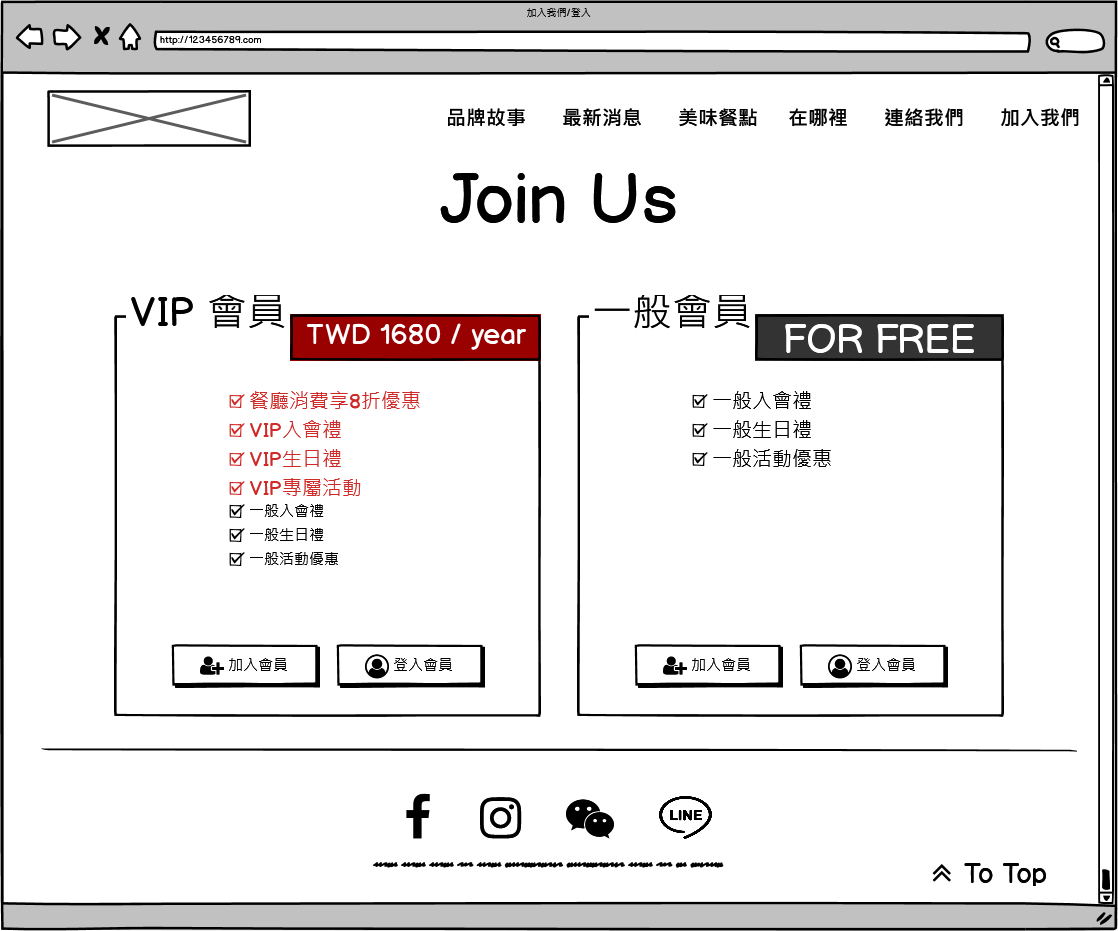 加入我們/登入
http://123456789.com
品牌故事 最新消息 美味餐點 在哪裡 連絡我們 加入我們
Join Us
VIP 會員
TWD 1680 / year
餐廳消費享8折優惠
VIP入會禮
VIP生日禮
VIP專屬活動
一般入會禮
一般生日禮
一般活動優惠
加入會員 登入會員
一般會員
FOR FREE
一般入會禮
一般生日禮
一般活動優惠
加入會員 登入會員
LINE
To Top